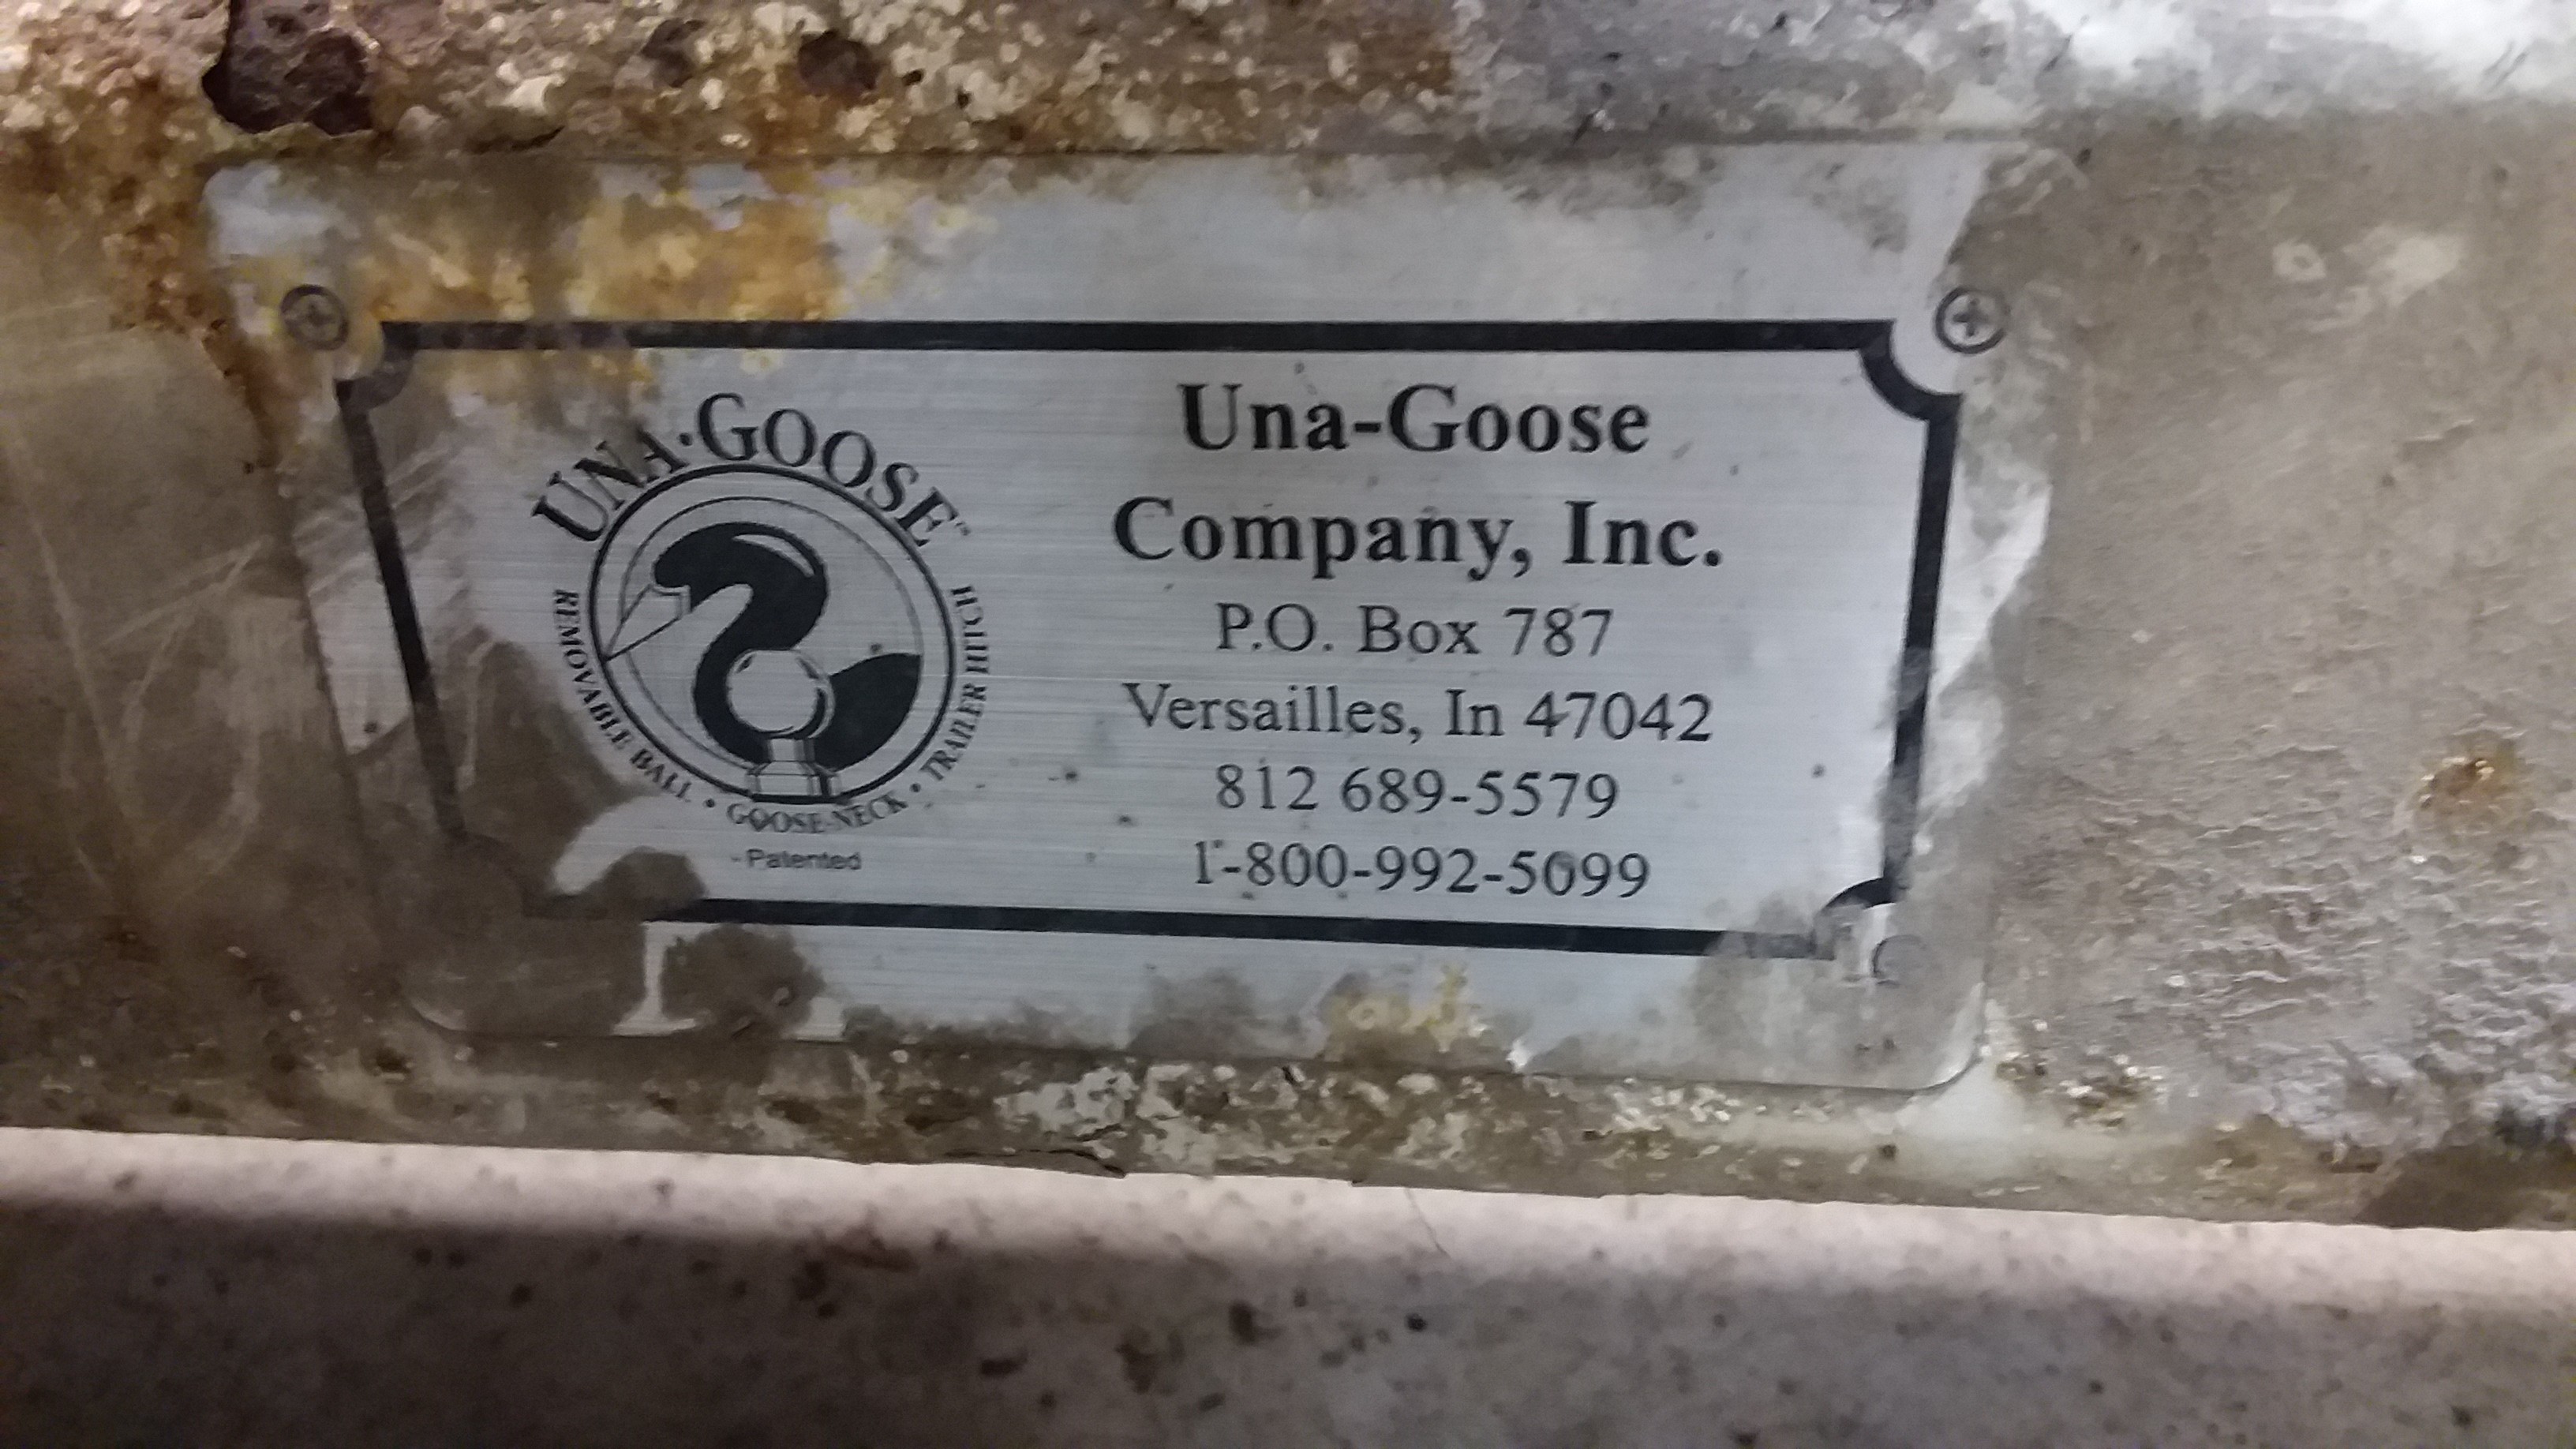 UNA·GOOSE™
REMOVABLE BALL • GOOSE-NECK • TRAILER HITCH
- Patented
Una-Goose
Company, Inc.
P.O. Box 787
Versailles, In 47042
812 689-5579
1-800-992-5099